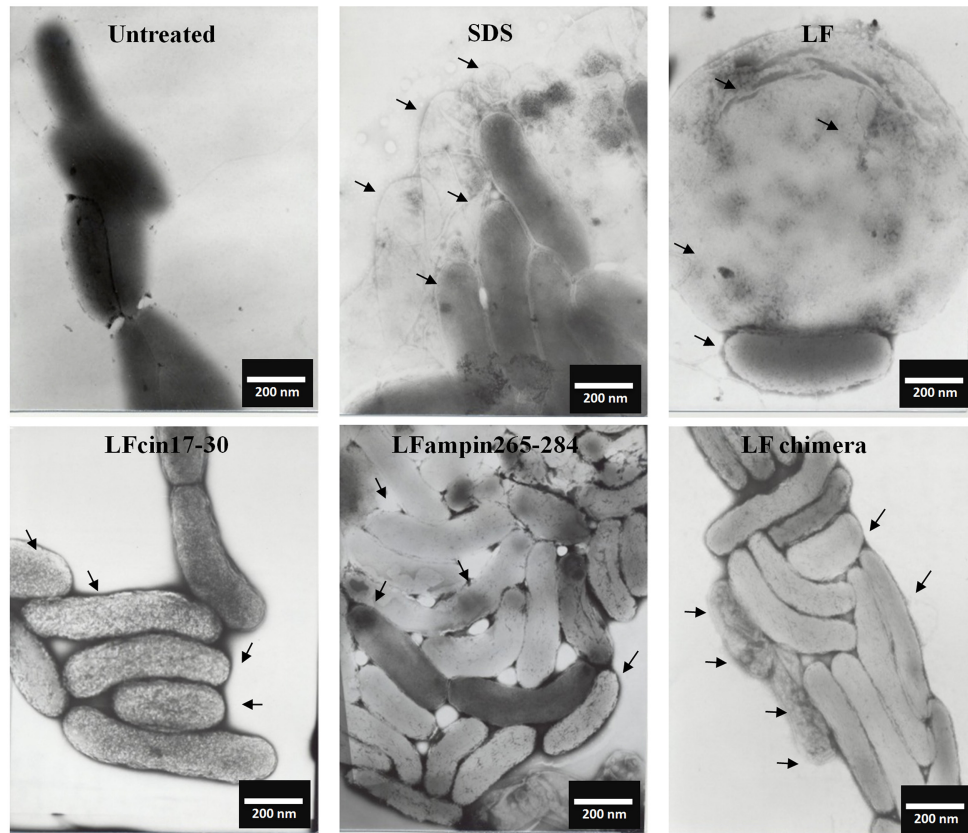 Untreated
SDS
LF
200 nm
200 nm
200 nm
LFcin17-30
LFampin265-284
LF chimera
200 nm
200 nm
200 nm